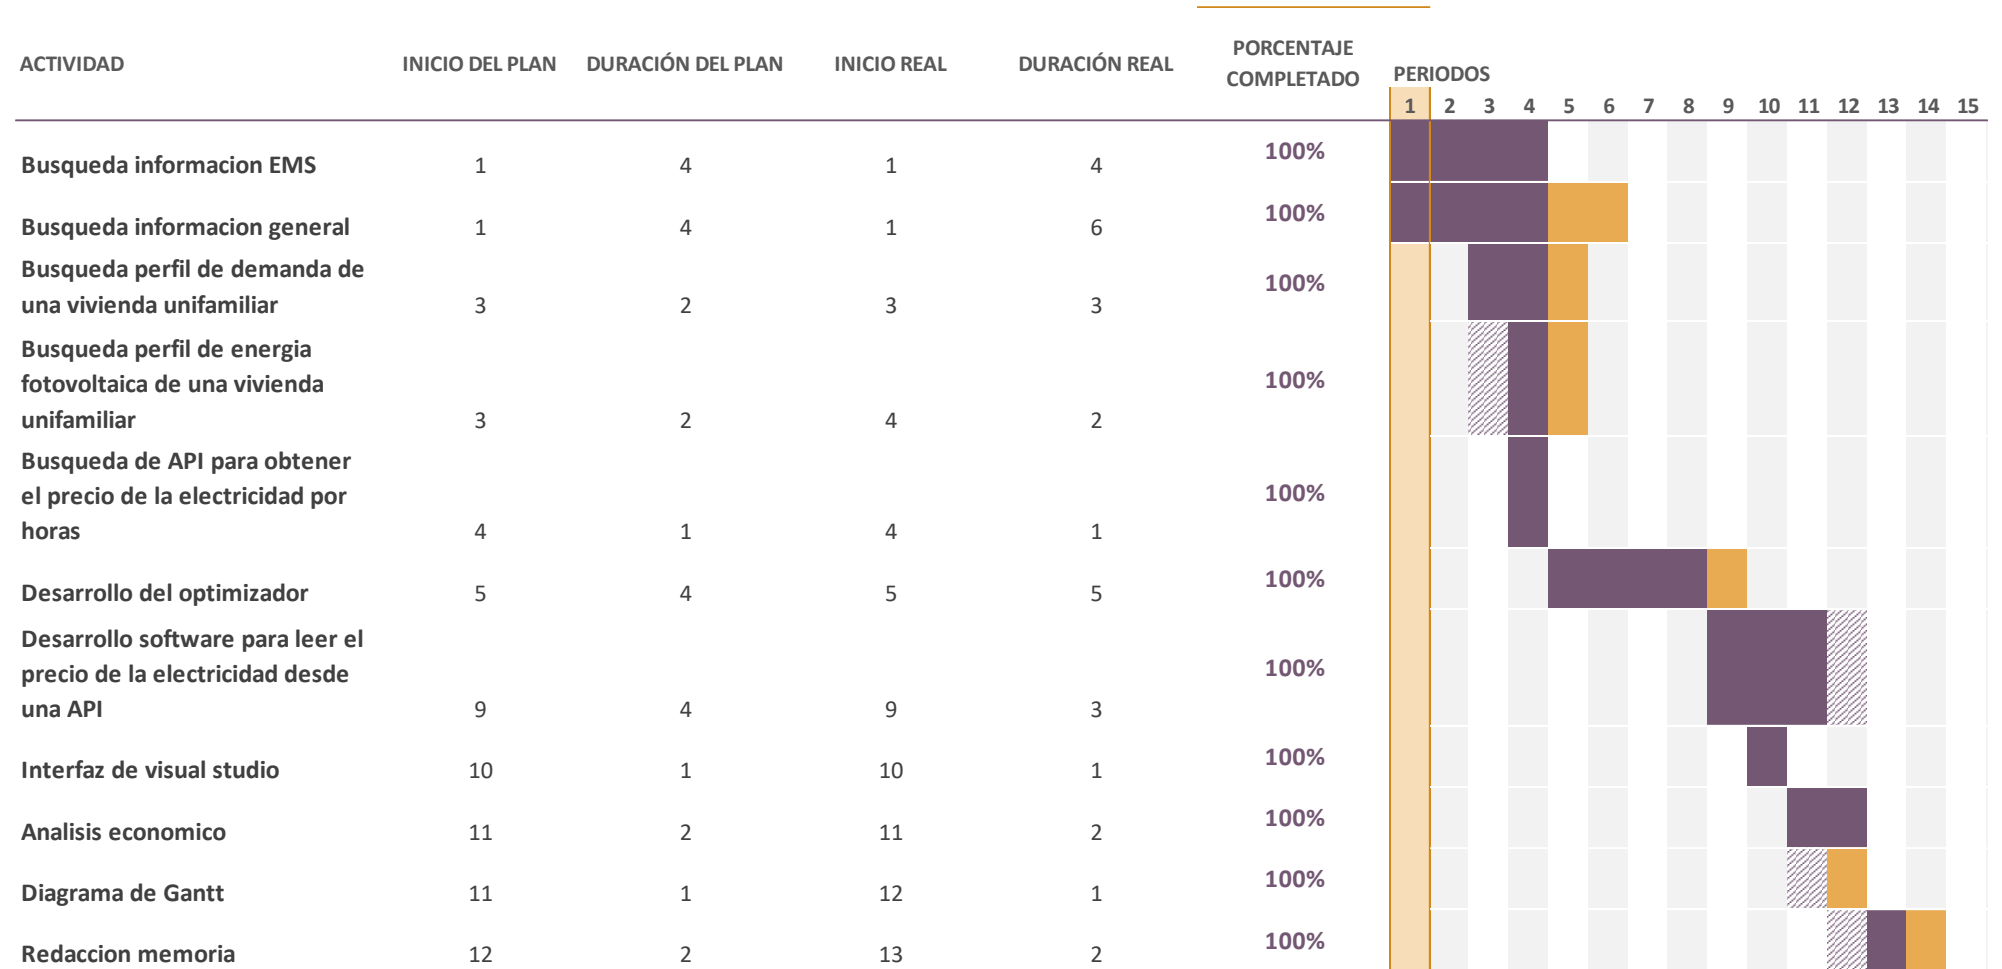 ACTIVIDAD INICIO DEL PLAN DURACIÓN DEL PLAN INICIO REAL DURACIÓN REAL PORCENTAJE
COMPLETADO PERIODOS
1 2 3 4 5 6 7 8 9 10 11 12 13 14 15
Busqueda informacion EMS 1 4 1 4 100%
Busqueda informacion general 1 4 1 6 100%
Busqueda perfil de demanda de
una vivienda unifamiliar 3 2 3 3 100%
Busqueda perfil de energia
fotovoltaica de una vivienda
unifamiliar 3 2 4 2 100%
Busqueda de API para obtener
el precio de la electricidad por
horas 4 1 4 1 100%
Desarrollo del optimizador 5 4 5 5 100%
Desarrollo software para leer el
precio de la electricidad desde
una API 9 4 9 3 100%
Interfaz de visual studio 10 1 10 1 100%
Analisis economico 11 2 11 2 100%
Diagrama de Gantt 11 1 12 1 100%
Redaccion memoria 12 2 13 2 100%